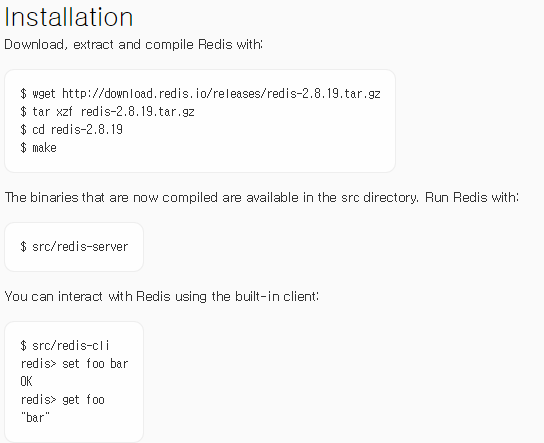 Installation
Download, extract and compile Redis with:
$ wget http://download.redis.io/releases/redis-2.8.19.tar.gz
$ tar xzf redis-2.8.19.tar.gz
$ cd redis-2.8.19
$ make
The binaries that are now compiled are available in the src directory. Run Redis with:
$ src/redis-server
You can interact with Redis using the built-in client:
$ src/redis-cli
redis> set foo bar
OK
redis> get foo
"bar"